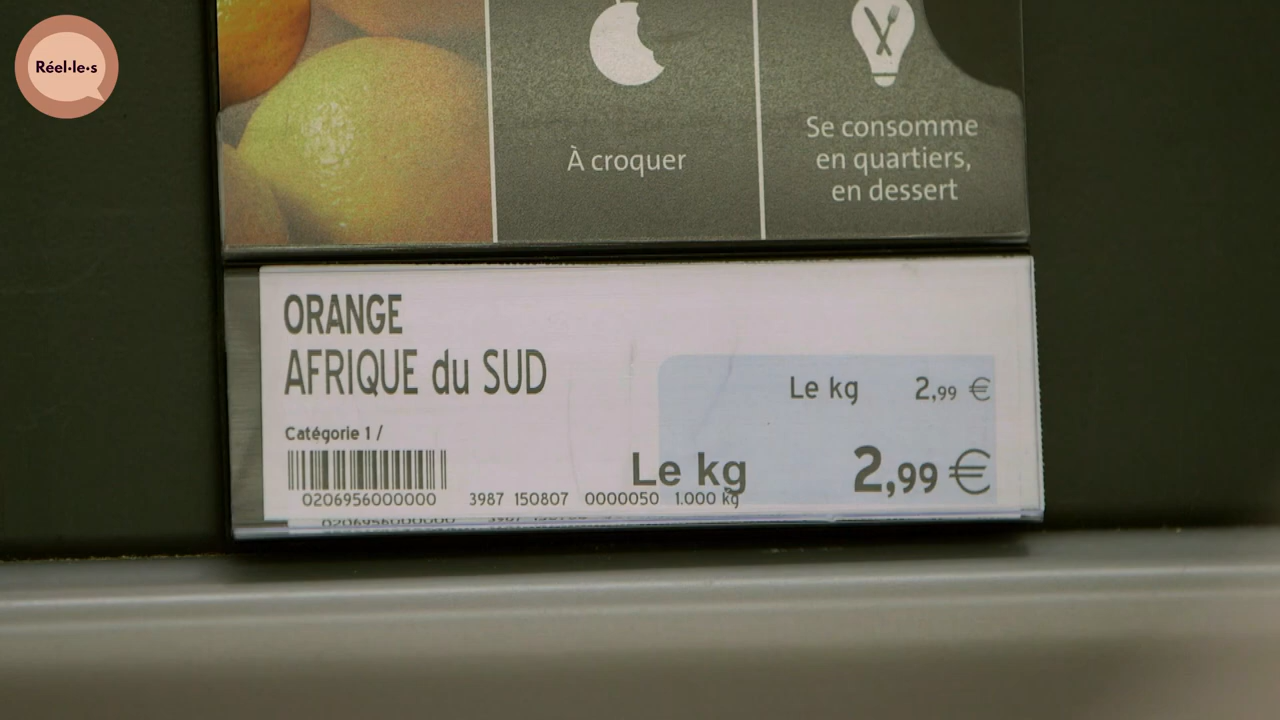 Réel·le·s
À croquer
Se consomme
en quartiers,
en dessert
ORANGE
AFRIQUE du SUD
Catégorie 1 /
Le kg 2,99 €
Le kg 2,99 €
0206956000000 3987 150807 0000050 1.000 kg
0206956000000